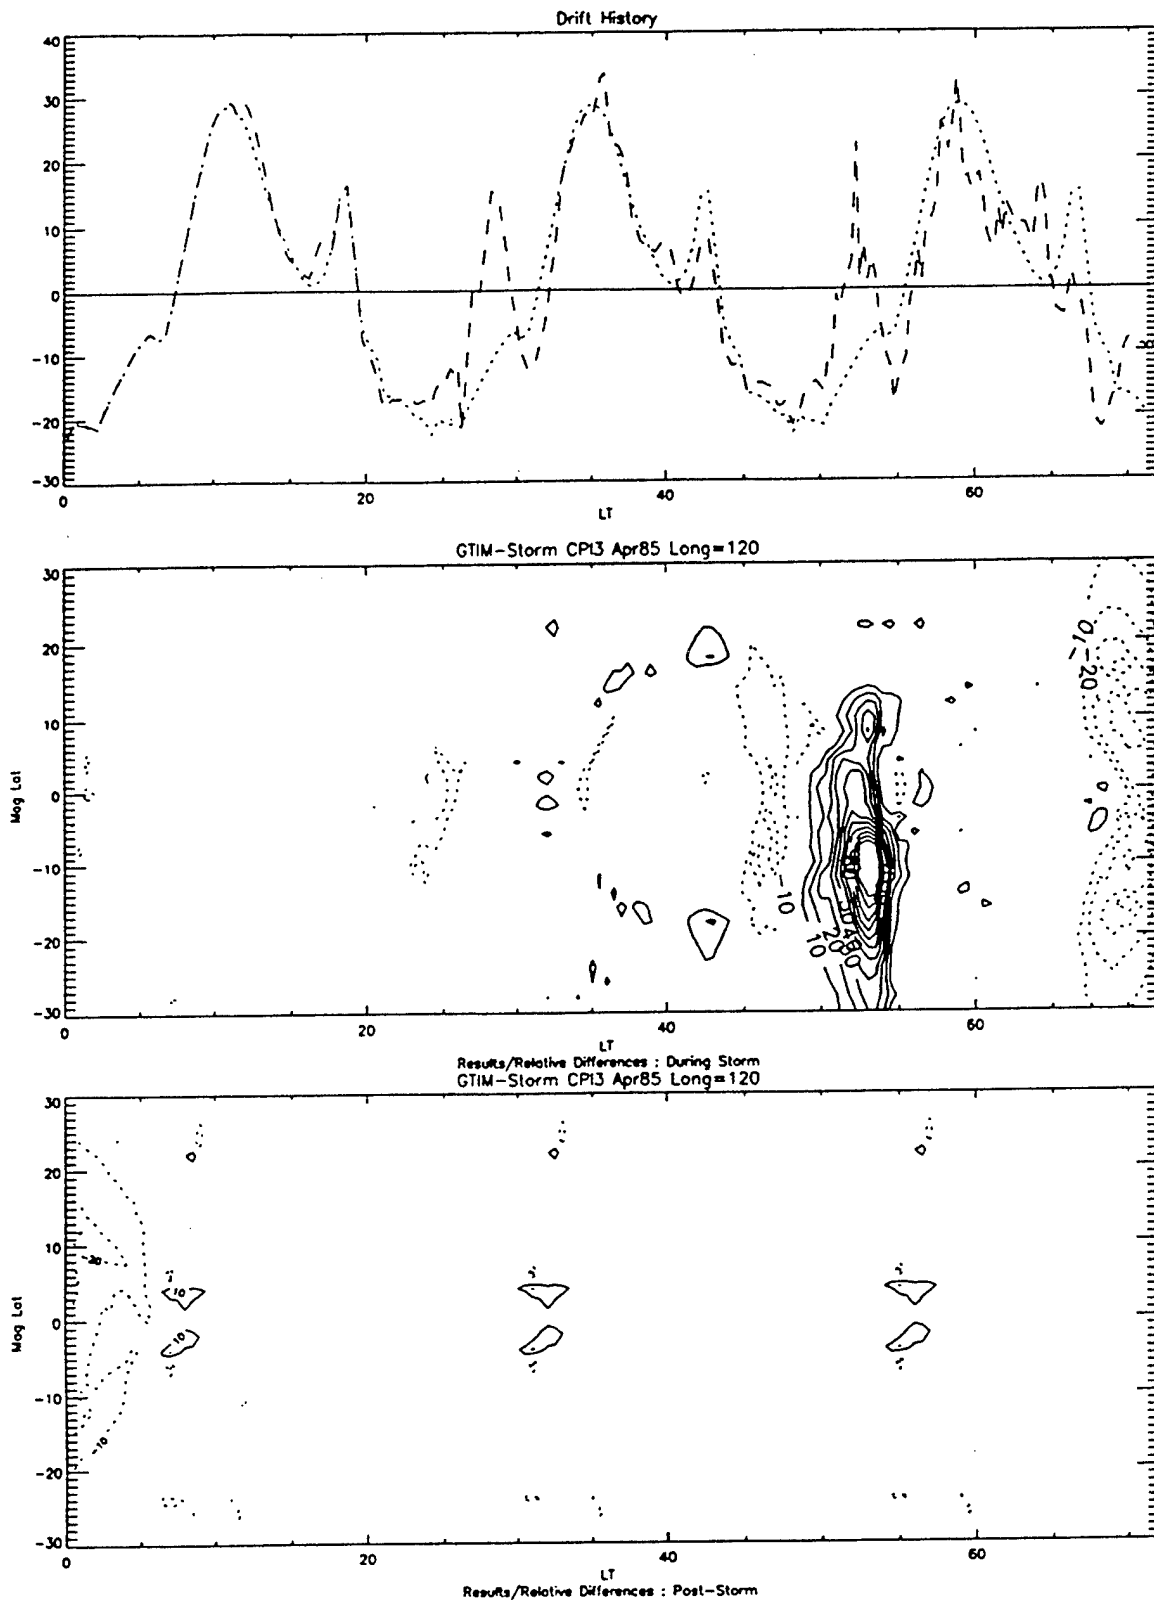 Drift History
40
30
20
10
0
-10
-20
-30
0 20 40 60
LT
GTIM-Storm CPI3 Apr85 Long=120
30
20
10
0
-10
-20
-30
Mag Lat
-10
-20
-10
10
20
0 20 40 60
LT
Results/Relative Differences : During Storm
GTIM-Storm CPI3 Apr85 Long=120
30
20
10
0
-10
-20
-30
Mag Lat
-20
10
10
-10
0 20 40 60
LT
Results/Relative Differences : Post-Storm